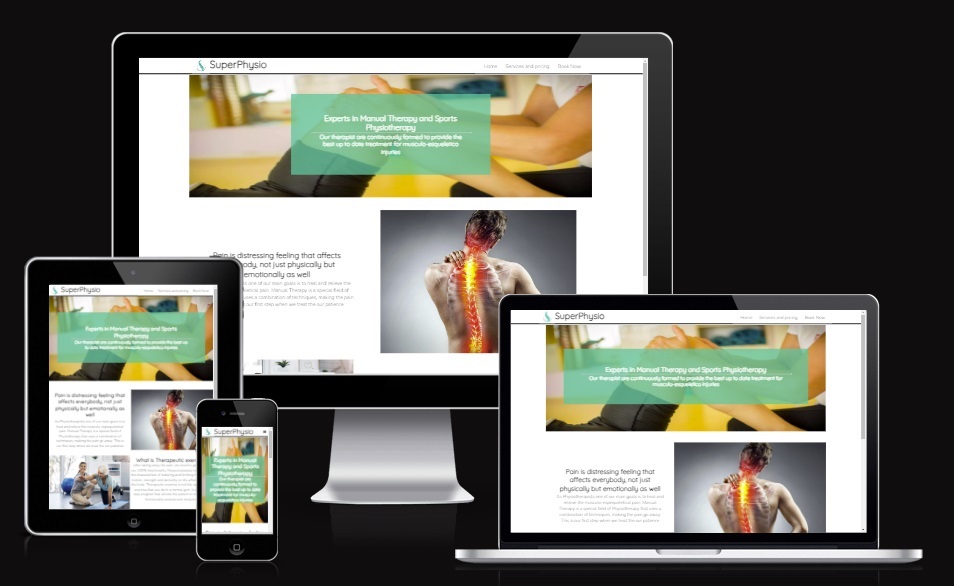 SuperPhysio
Home Services and pricing Book Now
Experts in Manual Therapy and Sports
Physiotherapy
Our therapist are continuously formed to provide the
best up to date treatment for musculo-esqueletico
injuries
Pain is distressing feeling that affects
body, not just physically but
emotionally as well
SuperPhysio
Home Services and pricing Book Now
Experts in Manual Therapy and Sports
Physiotherapy
Our therapist are continuously formed to provide the best up
to date treatment for musculo-esqueletico injuries
Pain is distressing feeling
that affects
everybody, not just
physically but emotionally as
well
What is Therapeutic exer
SuperPhysio
Experts in Manual
Therapy and Sports
Physiotherapy
Our therapist are
continuously formed to
provide the best up to date
treatment for musculo-
esqueletico injuries
SuperPhysio
Home Services and pricing Book Now
Experts in Manual Therapy and Sports Physiotherapy
Our therapist are continuously formed to provide the best up to date treatment for
musculo-esqueletico injuries
Pain is distressing feeling that
affects everybody, not just
physically but emotionally as well